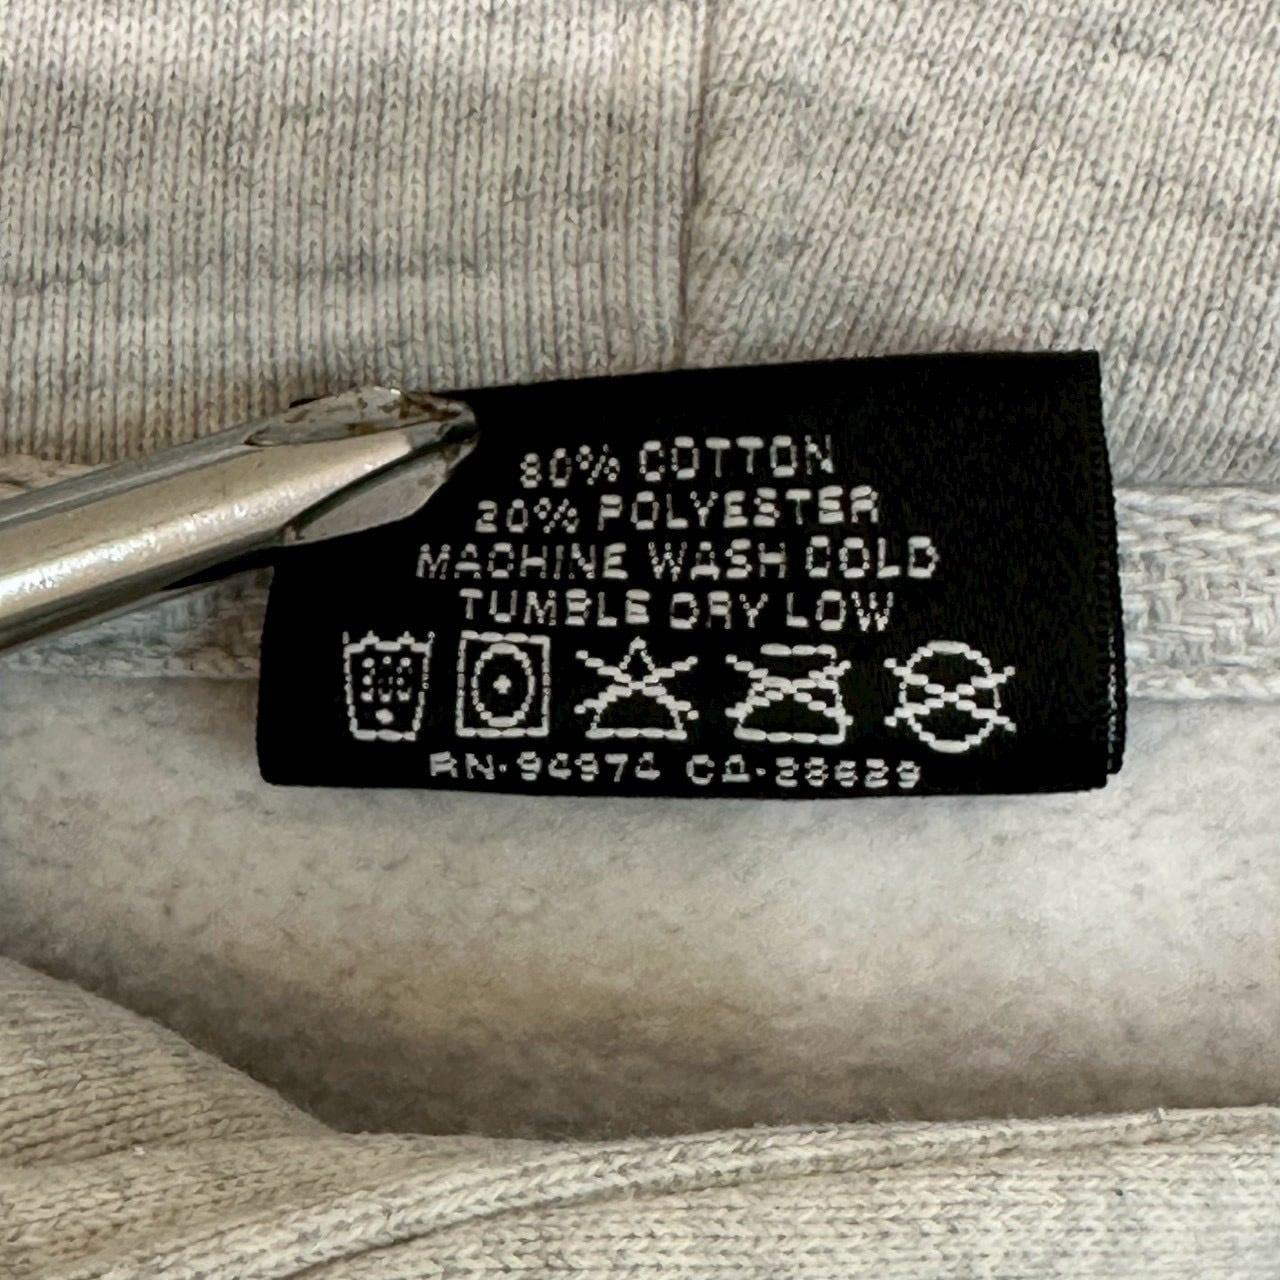 80% COTTON
20% POLYESTER
MACHINE WASH COLD
TUMBLE DRY LOW
RN·94974 CA·28629